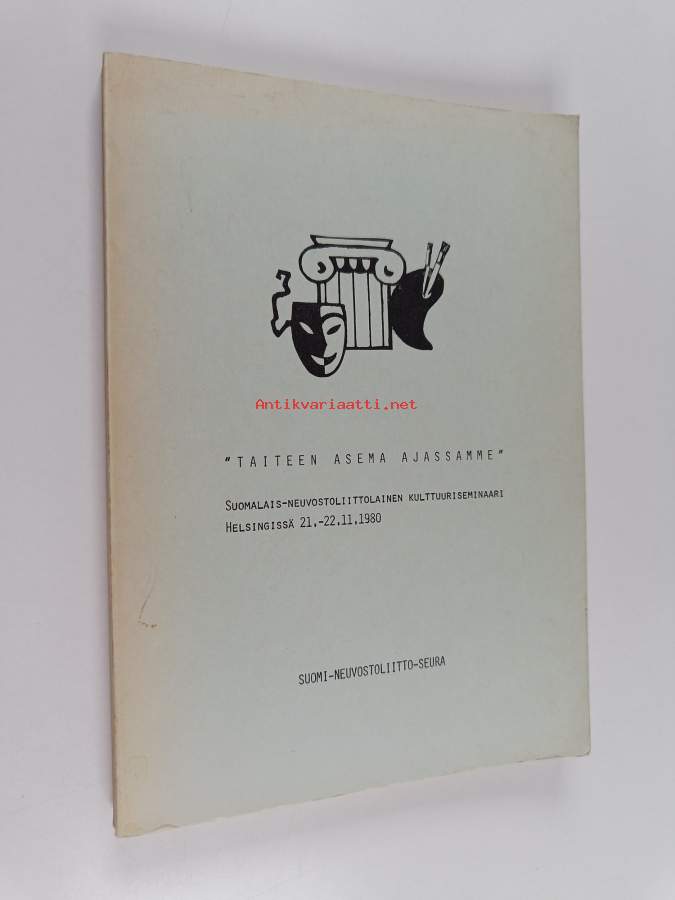 Antikvariaatti.net
"TAITEEN ASEMA AJASSAMME"
SUOMALAIS-NEUVOSTOLIITTOLAINEN KULTTUURISEMINAARI
HELSINGISSÄ 21.-22.11.1980
SUOMI-NEUVOSTOLIITTO-SEURA